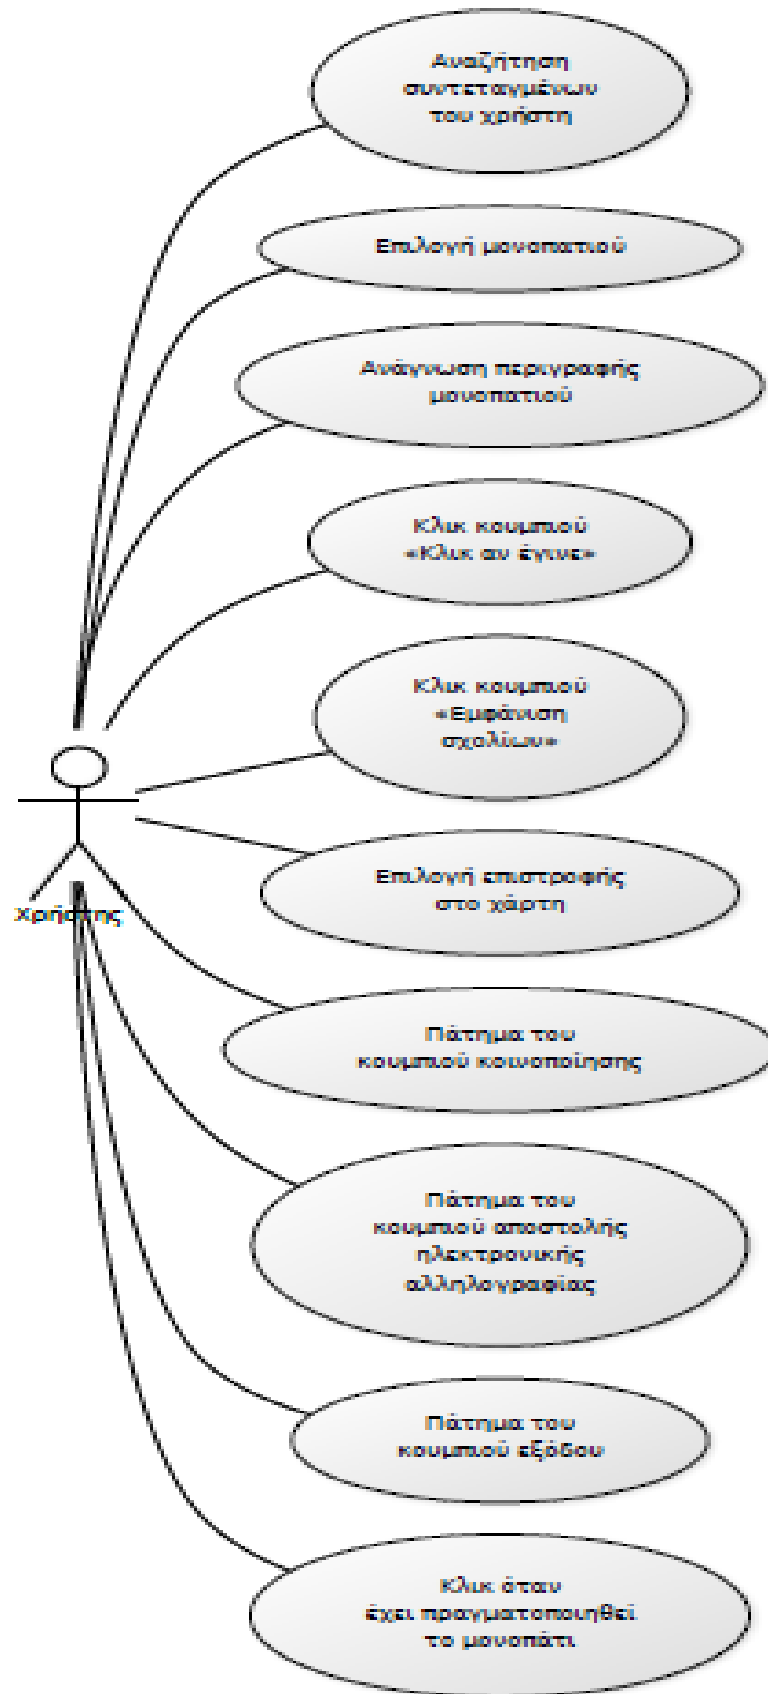 Αναζήτηση
συντεταγμένων
του χρήστη
Επιλογή μονοπατιού
Ανάγνωση περιγραφής
μονοπατιού
Κλικ κουμπιού
«Κλικ αν έγινε»
Κλικ κουμπιού
«Εμφάνιση
σχολίων»
Επιλογή επιστροφής
στο χάρτη
Χρήστης
Πάτημα του
κουμπιού κοινοποίησης
Πάτημα του
κουμπιού αποστολής
ηλεκτρονικής
αλληλογραφίας
Πάτημα του
κουμπιού εξόδου
Κλικ όταν
έχει πραγματοποιηθεί
το μονοπάτι